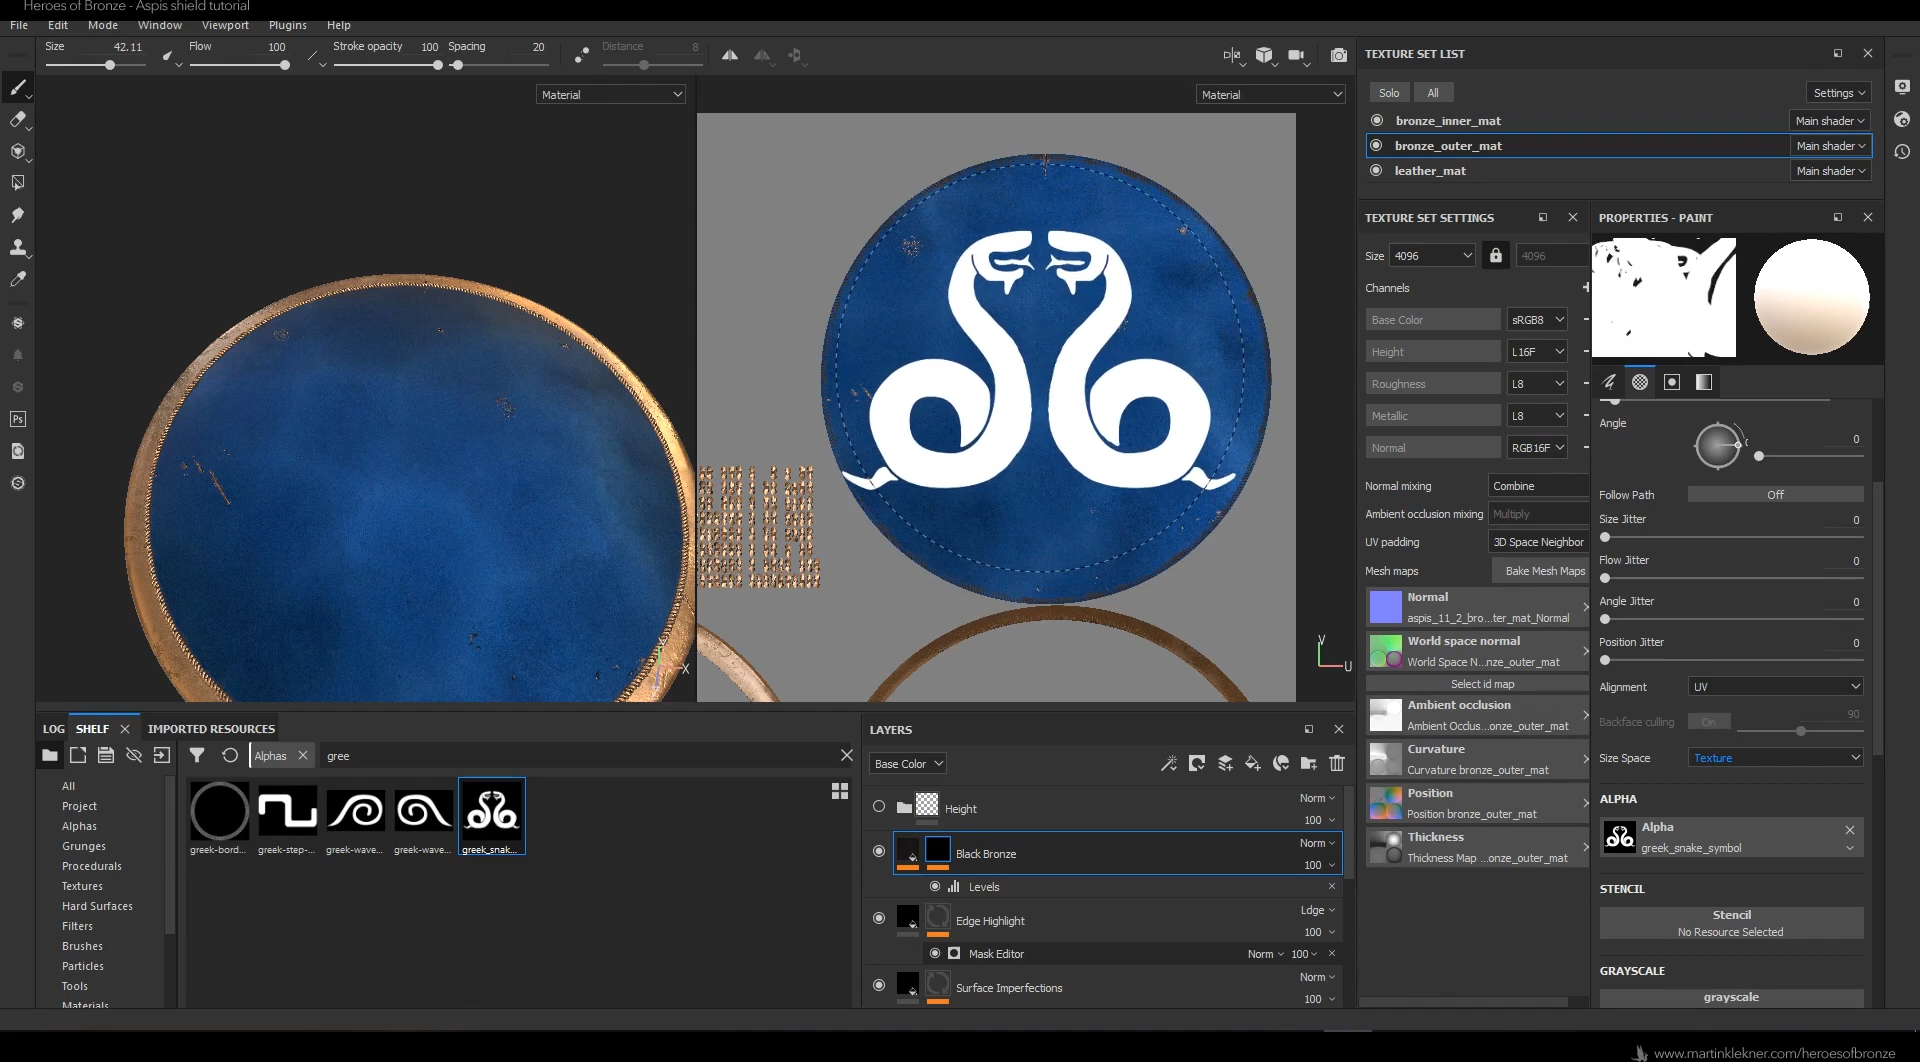 Heroes of Bronze - Aspis shield tutorial
File Edit Mode Window Viewport Plugins Help
Size 42.11 Flow 100 Stroke opacity 100 Spacing 20 Distance 8
Material
Material
TEXTURE SET LIST
Solo All Settings
bronze_inner_mat Main shader
bronze_outer_mat Main shader
leather_mat Main shader
TEXTURE SET SETTINGS
Size 4096 4096
Channels
Base Color sRGB8
Height L16F
Roughness L8
Metallic L8
Normal RGB16F
Normal mixing Combine
Ambient occlusion mixing Multiply
UV padding 3D Space Neighbor
Mesh maps Bake Mesh Maps
Normal
aspis_11_2_bro...ter_mat_Normal
World space normal
World Space N...nze_outer_mat
Select id map
Ambient occlusion
Ambient Occlus...onze_outer_mat
Curvature
Curvature bronze_outer_mat
Position
Position bronze_outer_mat
Thickness
Thickness Map ...onze_outer_mat
PROPERTIES - PAINT
Angle 0
Follow Path Off
Size Jitter 0
Flow Jitter 0
Angle Jitter 0
Position Jitter 0
Alignment UV
Backface culling On 90
Size Space Texture
ALPHA
Alpha
greek_snake_symbol
STENCIL
Stencil
No Resource Selected
GRAYSCALE
grayscale
Ps
X
V
U
LOG SHELF IMPORTED RESOURCES
Alphas gree
All
Project
Alphas
Grunges
Procedurals
Textures
Hard Surfaces
Filters
Brushes
Particles
Tools
Materials
greek-bord... greek-step-... greek-wave... greek-wave... greek_snak...
LAYERS
Base Color
Height Norm 100
Black Bronze Norm 100
Levels
Edge Highlight Ldge 100
Mask Editor Norm 100
Surface Imperfections Norm 100
www.martinklekner.com/heroesofbronze